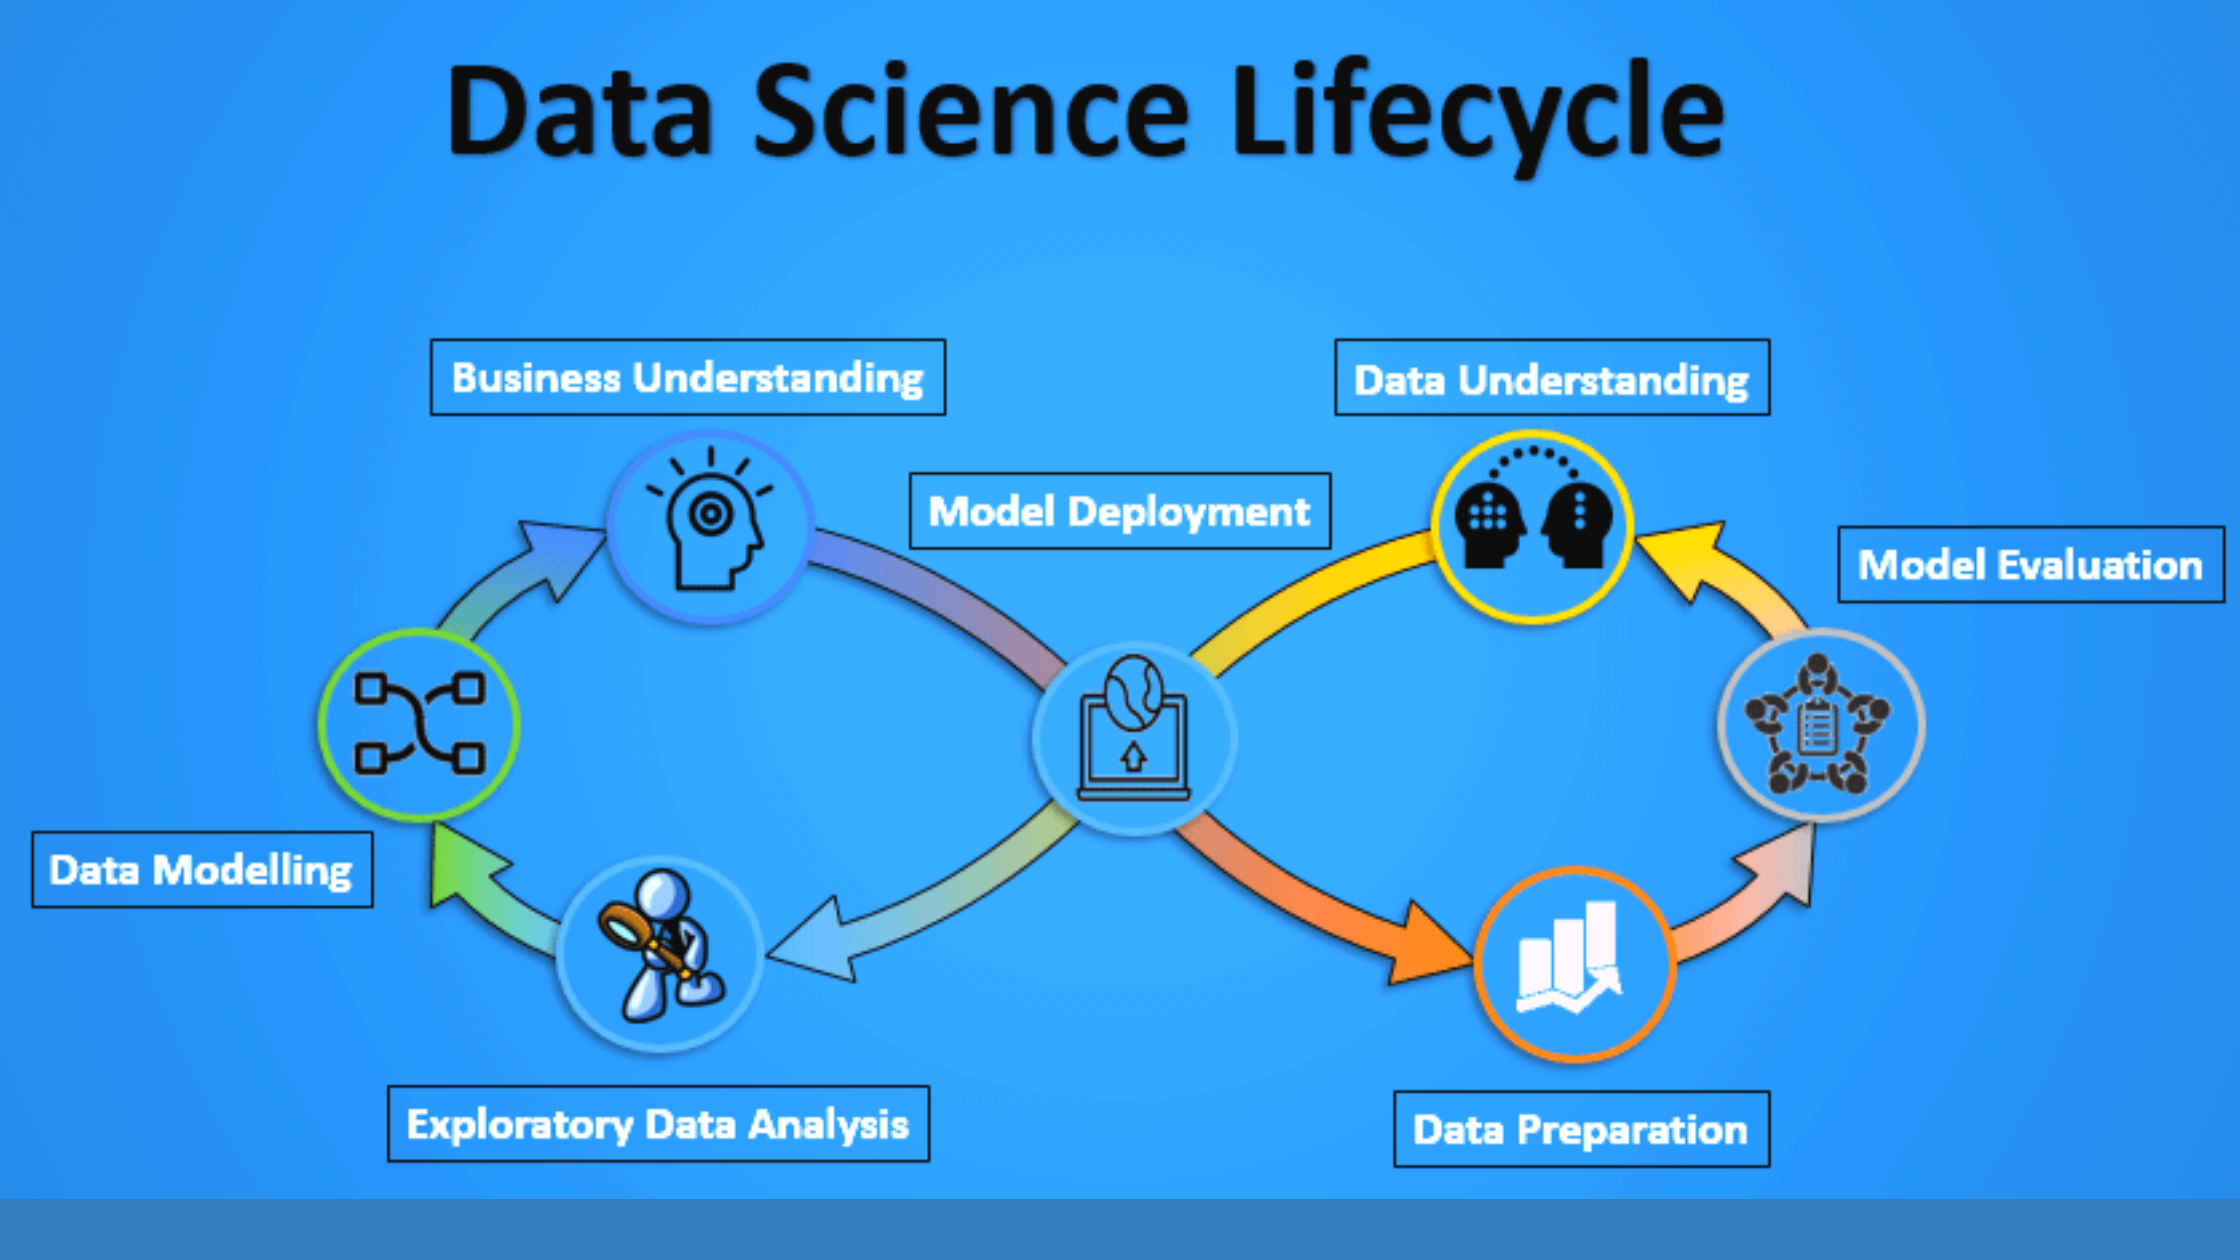 Data Science Lifecycle
Business Understanding
Data Understanding
Model Deployment
Model Evaluation
Data Modelling
Exploratory Data Analysis
Data Preparation